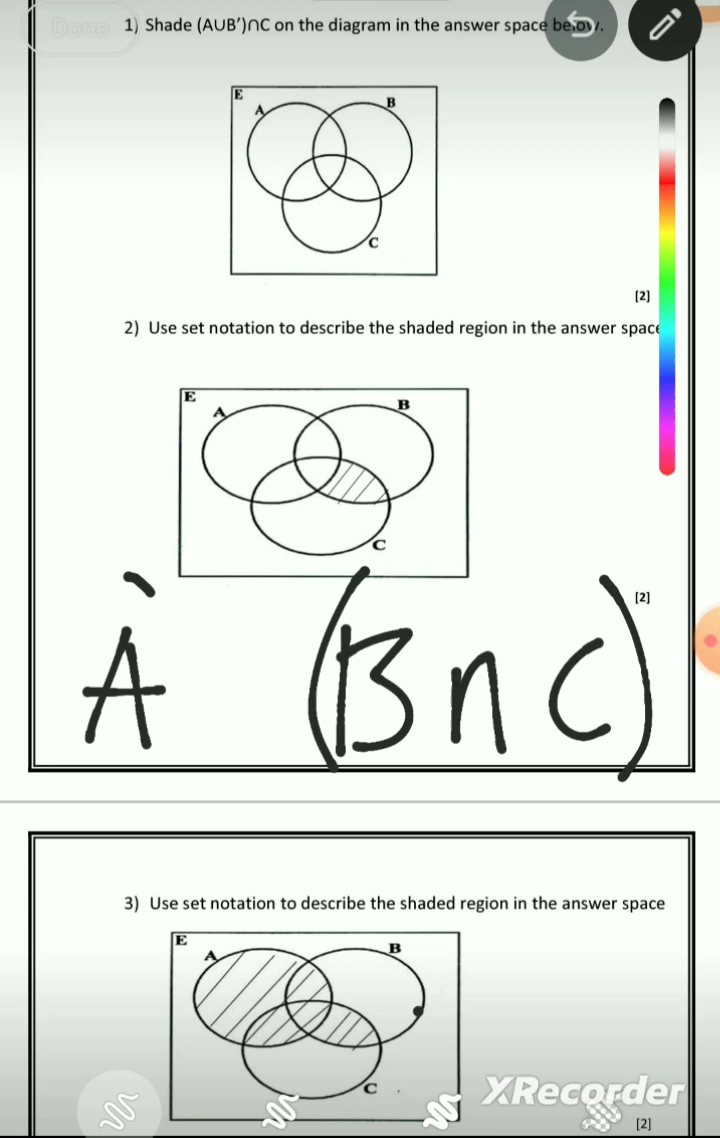 Done
1) Shade (A∪B')∩C on the diagram in the answer space below.
E
A
B
C
[2]
2) Use set notation to describe the shaded region in the answer space
E
A
B
C
[2]
A' (B ∩ C)
3) Use set notation to describe the shaded region in the answer space
E
A
B
C
XRecorder
[2]